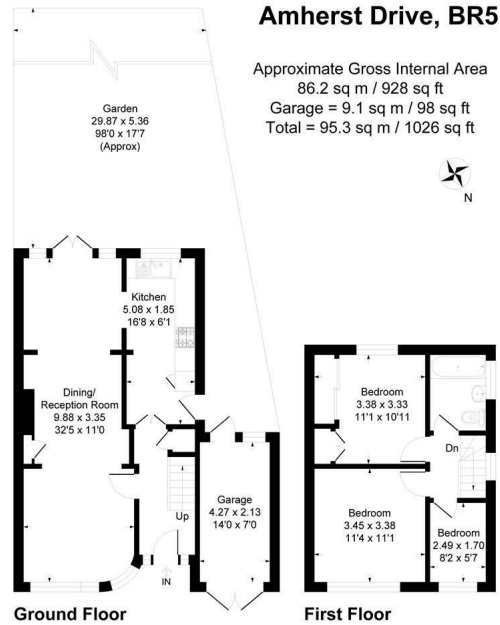 Amherst Drive, BR5
Approximate Gross Internal Area
86.2 sq m / 928 sq ft
Garage = 9.1 sq m / 98 sq ft
Total = 95.3 sq m / 1026 sq ft
N
Garden
29.87 x 5.36
98'0 x 17'7
(Approx)
Kitchen
5.08 x 1.85
16'8 x 6'1
Dining/
Reception Room
9.88 x 3.35
32'5 x 11'0
Up
IN
Garage
4.27 x 2.13
14'0 x 7'0
Ground Floor
Bedroom
3.38 x 3.33
11'1 x 10'11
Dn
Bedroom
3.45 x 3.38
11'4 x 11'1
Bedroom
2.49 x 1.70
8'2 x 5'7
First Floor